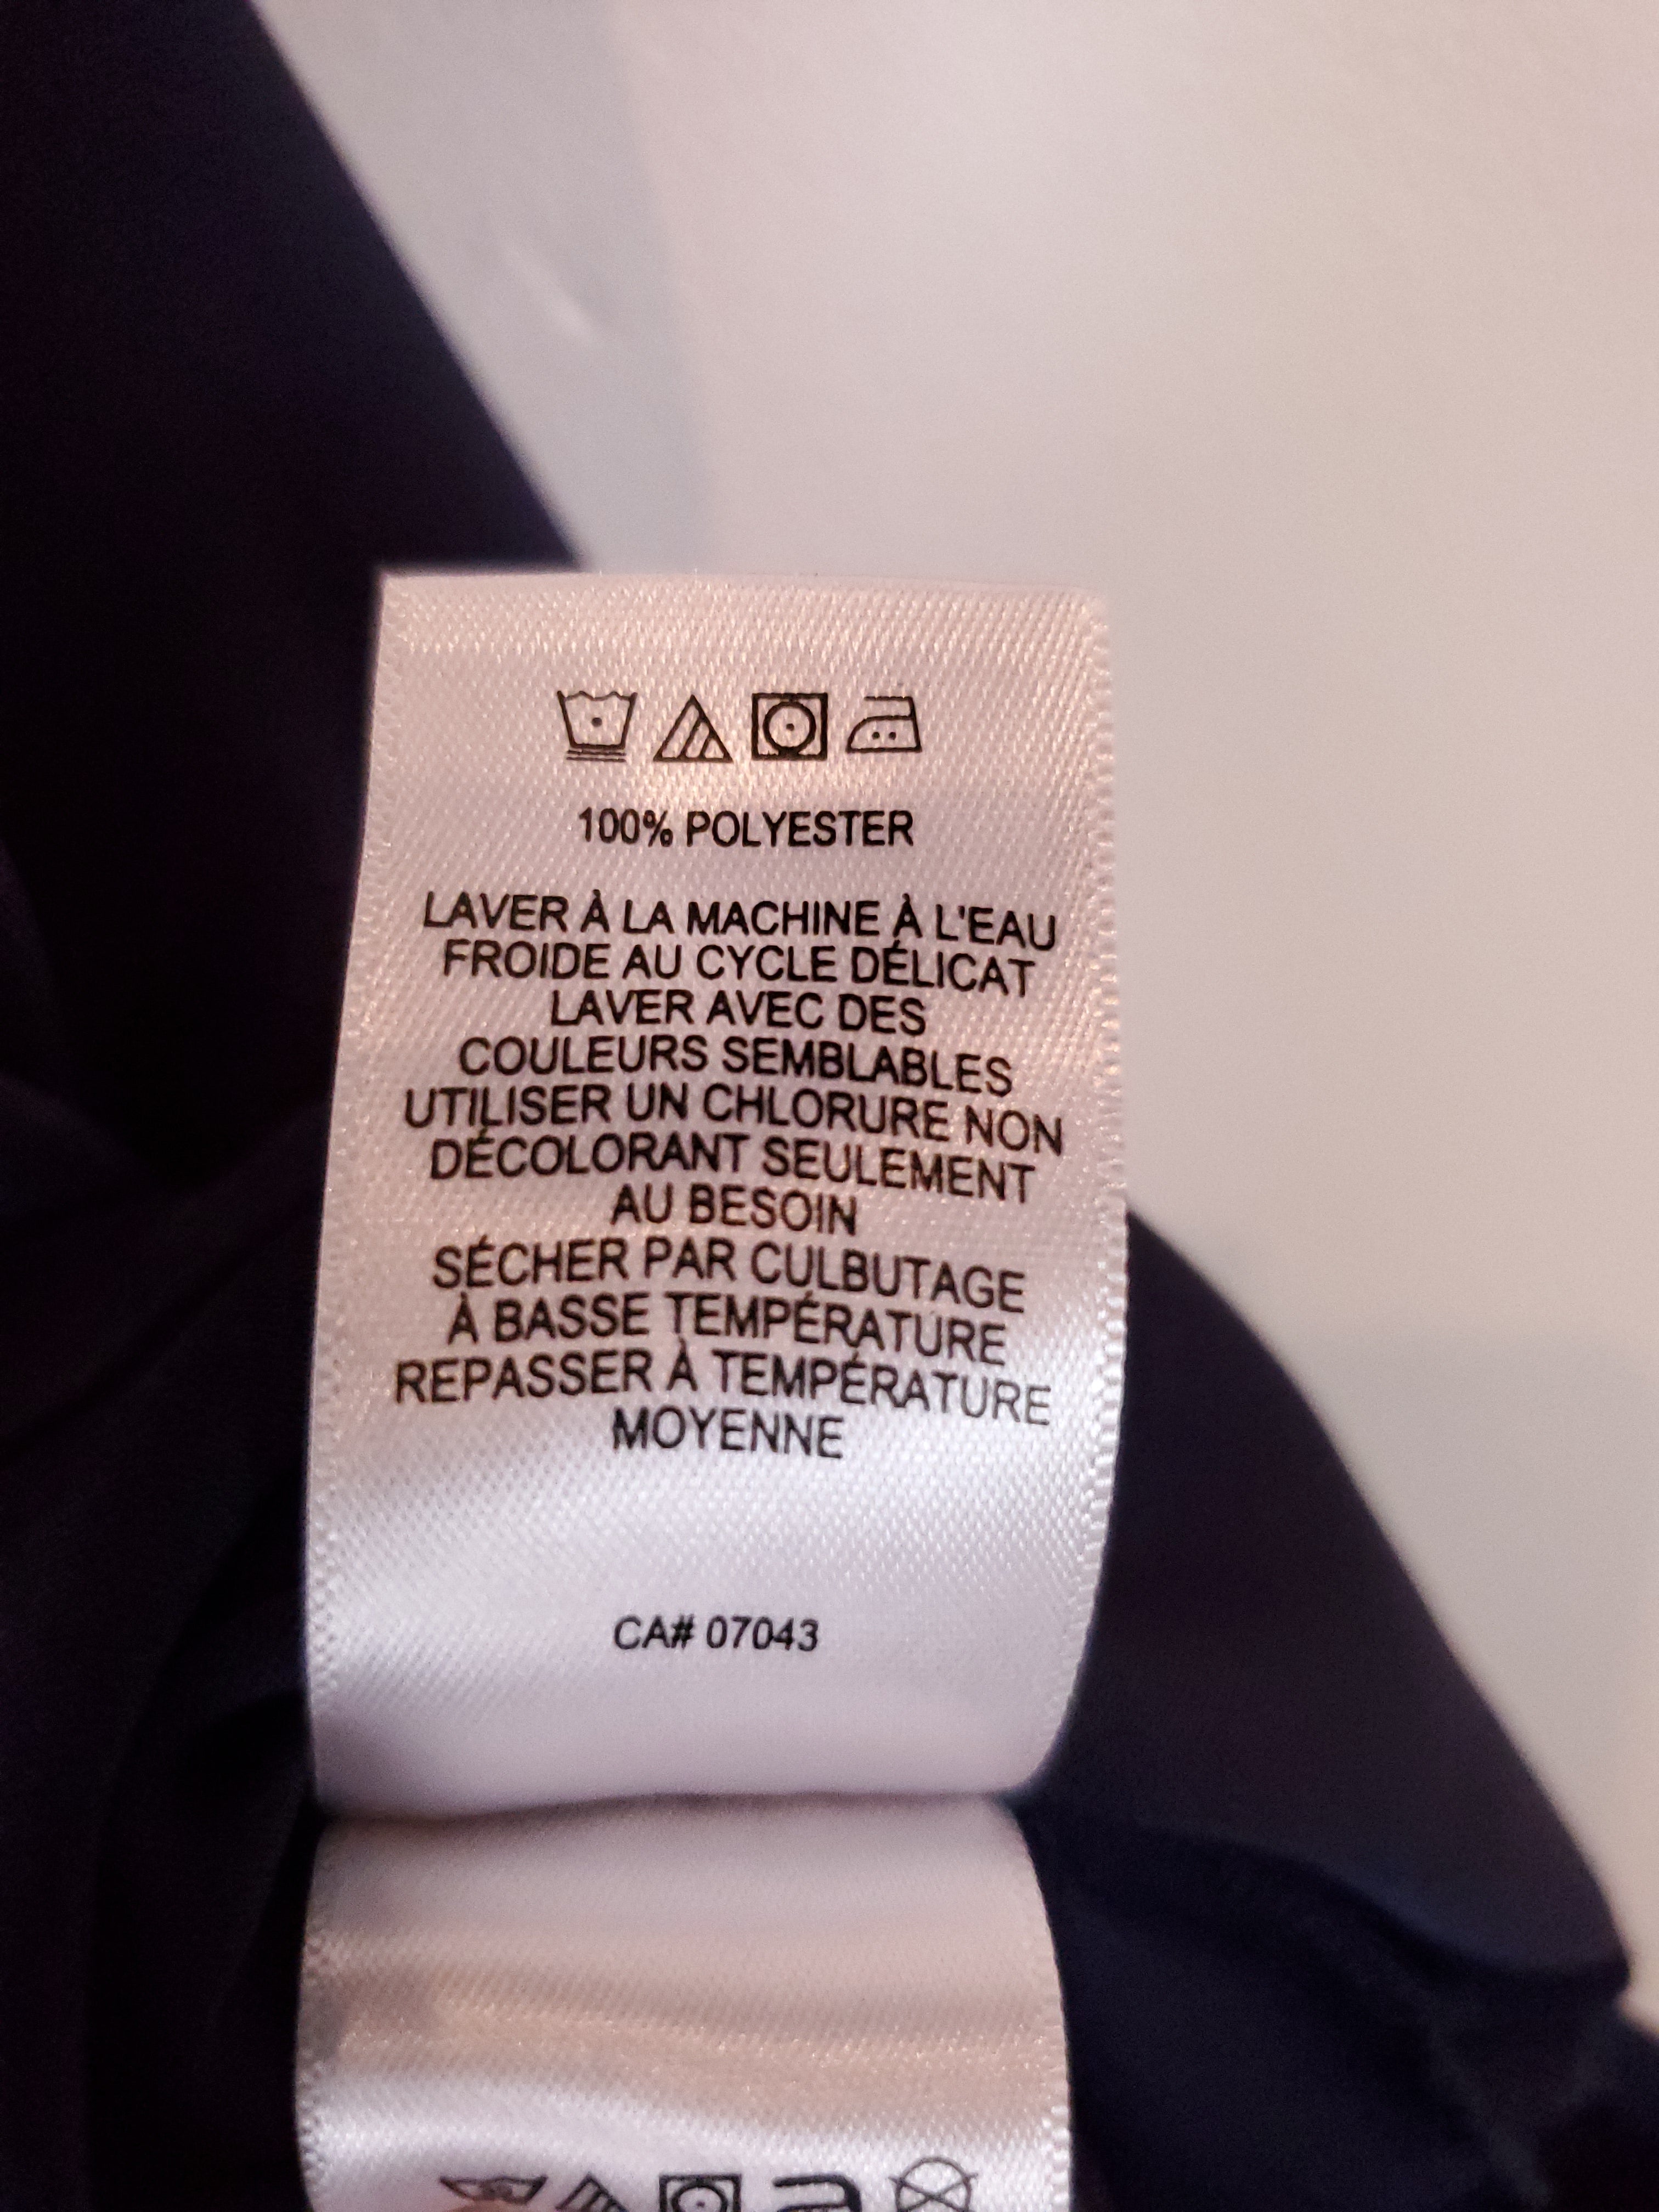 100% POLYESTER
LAVER À LA MACHINE À L'EAU
FROIDE AU CYCLE DÉLICAT
LAVER AVEC DES
COULEURS SEMBLABLES
UTILISER UN CHLORURE NON
DÉCOLORANT SEULEMENT
AU BESOIN
SÉCHER PAR CULBUTAGE
À BASSE TEMPÉRATURE
REPASSER À TEMPÉRATURE
MOYENNE
CA# 07043